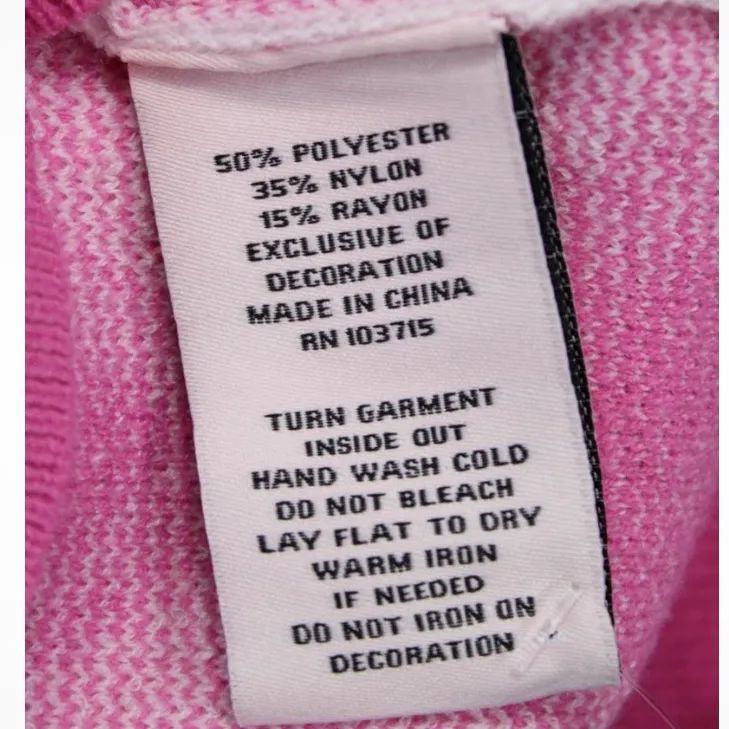 50% POLYESTER
35% NYLON
15% RAYON
EXCLUSIVE OF
DECORATION
MADE IN CHINA
RN 103715
TURN GARMENT
INSIDE OUT
HAND WASH COLD
DO NOT BLEACH
LAY FLAT TO DRY
WARM IRON
IF NEEDED
DO NOT IRON ON
DECORATION